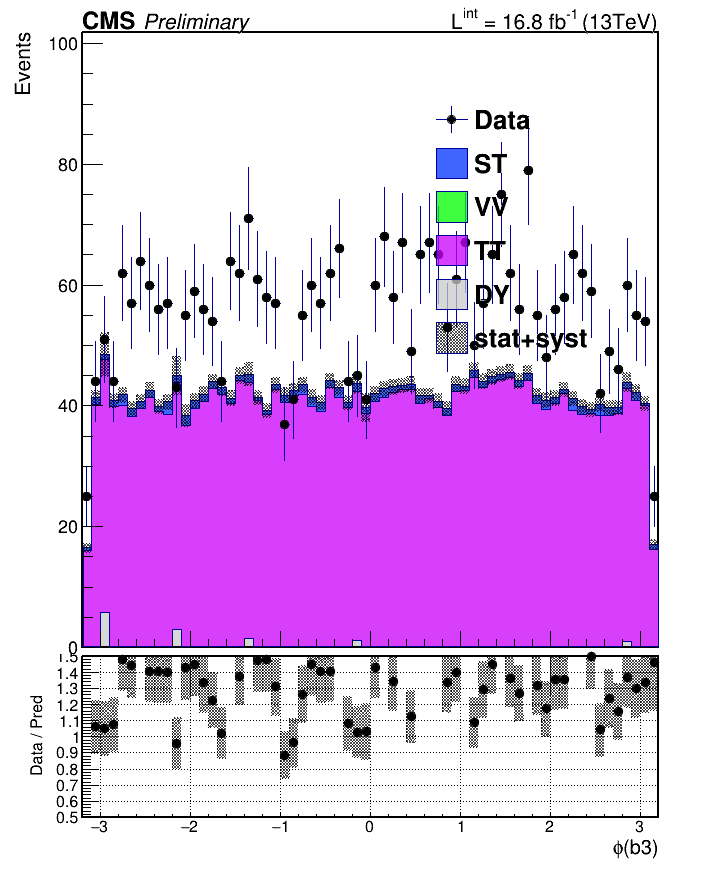 CMS Preliminary
L^int = 16.8 fb^-1 (13TeV)
Events
100
80
60
40
20
0
Data
ST
VV
TT
DY
stat+syst
Data / Pred
1.5
1.4
1.3
1.2
1.1
1
0.9
0.8
0.7
0.6
0.5
−3 −2 −1 0 1 2 3
ϕ(b3)